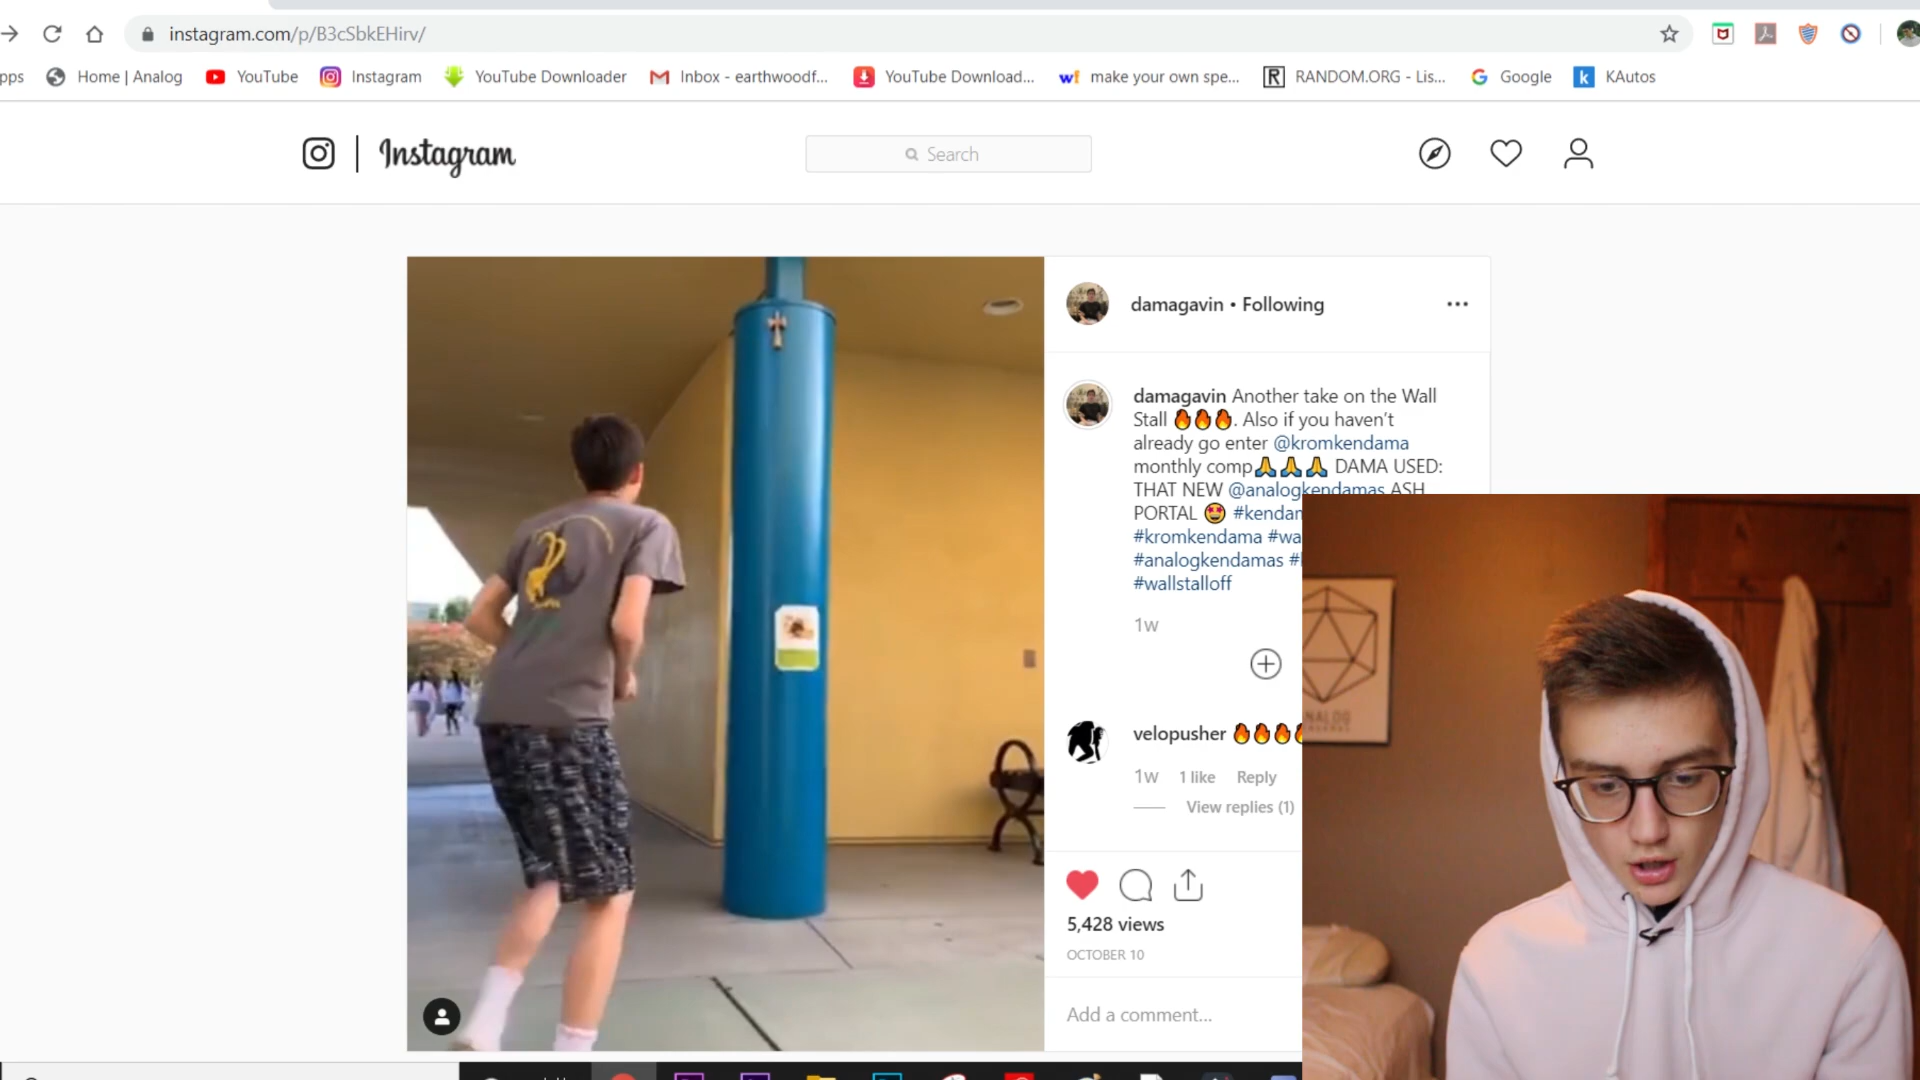 instagram.com/p/B3cSbkEHirv/
pps Home | Analog YouTube Instagram YouTube Downloader Inbox - earthwoodf... YouTube Download... make your own spe... RANDOM.ORG - Lis... Google KAutos
Instagram
Search
damagavin • Following
damagavin Another take on the Wall
Stall 🔥🔥🔥. Also if you haven't
already go enter @kromkendama
monthly comp🙏🙏🙏 DAMA USED:
THAT NEW @analogkendamas ASH
PORTAL 🤩 #kendam
#kromkendama #wa
#analogkendamas #
#wallstalloff
1w
velopusher 🔥🔥🔥🔥
1w 1 like Reply
View replies (1)
5,428 views
OCTOBER 10
Add a comment...
ANALOG